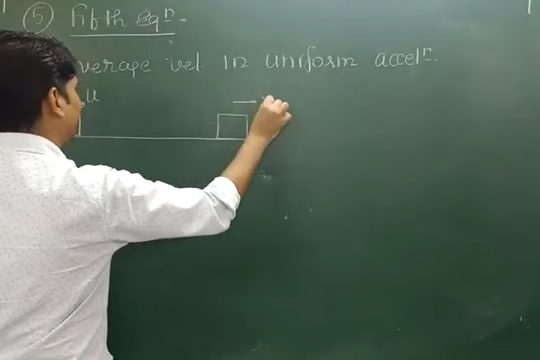 ⑤ fifth eqⁿ-
verage vel in uniform accelⁿ.
u